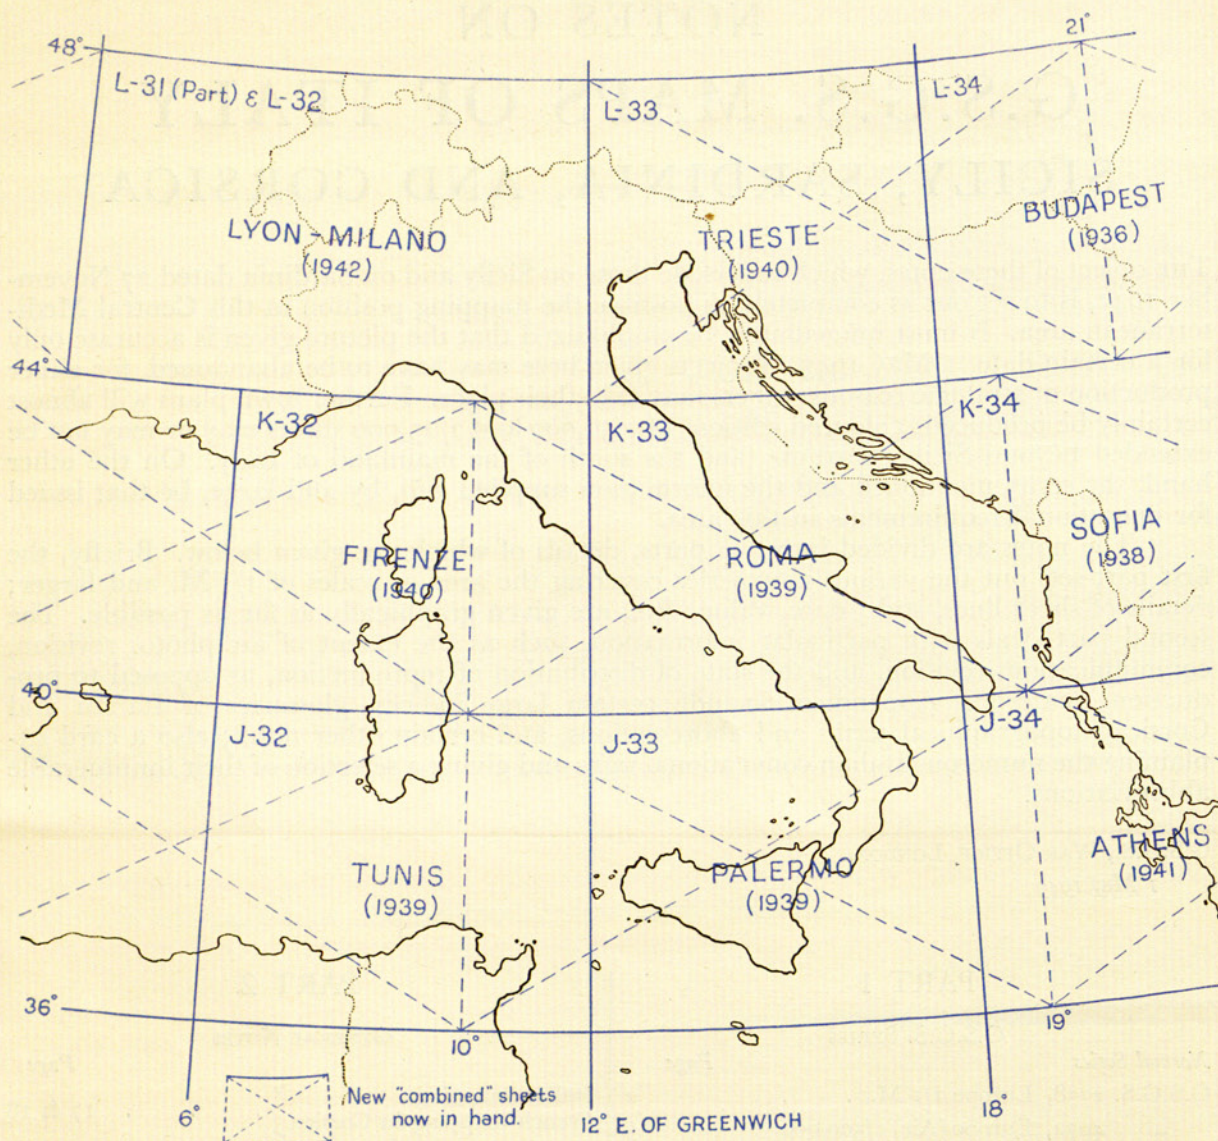 48°
21°
L-31 (Part) & L-32
L-33
L-34
LYON-MILANO
(1942)
TRIESTE
(1940)
BUDAPEST
(1936)
44°
K-32
K-33
K-34
FIRENZE
(1940)
ROMA
(1939)
SOFIA
(1938)
40°
J-32
J-33
J-34
TUNIS
(1939)
PALERMO
(1939)
ATHENS
(1941)
36°
10°
19°
6°
New "combined" sheets
now in hand.
12° E. OF GREENWICH
18°